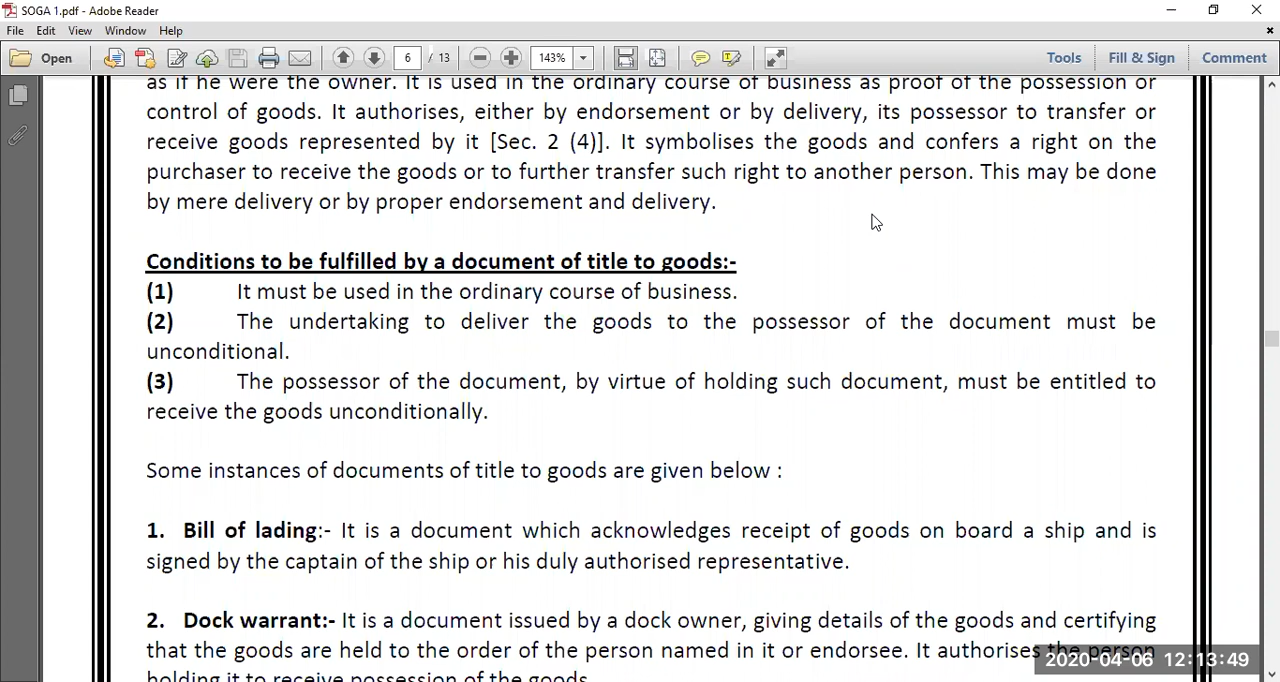 SOGA 1.pdf - Adobe Reader
File Edit View Window Help
Open 6 / 13 143% Tools Fill & Sign Comment
as if he were the owner. It is used in the ordinary course of business as proof of the possession or
control of goods. It authorises, either by endorsement or by delivery, its possessor to transfer or
receive goods represented by it [Sec. 2 (4)]. It symbolises the goods and confers a right on the
purchaser to receive the goods or to further transfer such right to another person. This may be done
by mere delivery or by proper endorsement and delivery.
Conditions to be fulfilled by a document of title to goods:-
(1) It must be used in the ordinary course of business.
(2) The undertaking to deliver the goods to the possessor of the document must be
unconditional.
(3) The possessor of the document, by virtue of holding such document, must be entitled to
receive the goods unconditionally.
Some instances of documents of title to goods are given below :
1. Bill of lading:- It is a document which acknowledges receipt of goods on board a ship and is
signed by the captain of the ship or his duly authorised representative.
2. Dock warrant:- It is a document issued by a dock owner, giving details of the goods and certifying
that the goods are held to the order of the person named in it or endorsee. It authorises the person
holding it to receive possession of the goods.
2020-04-06 12:13:49